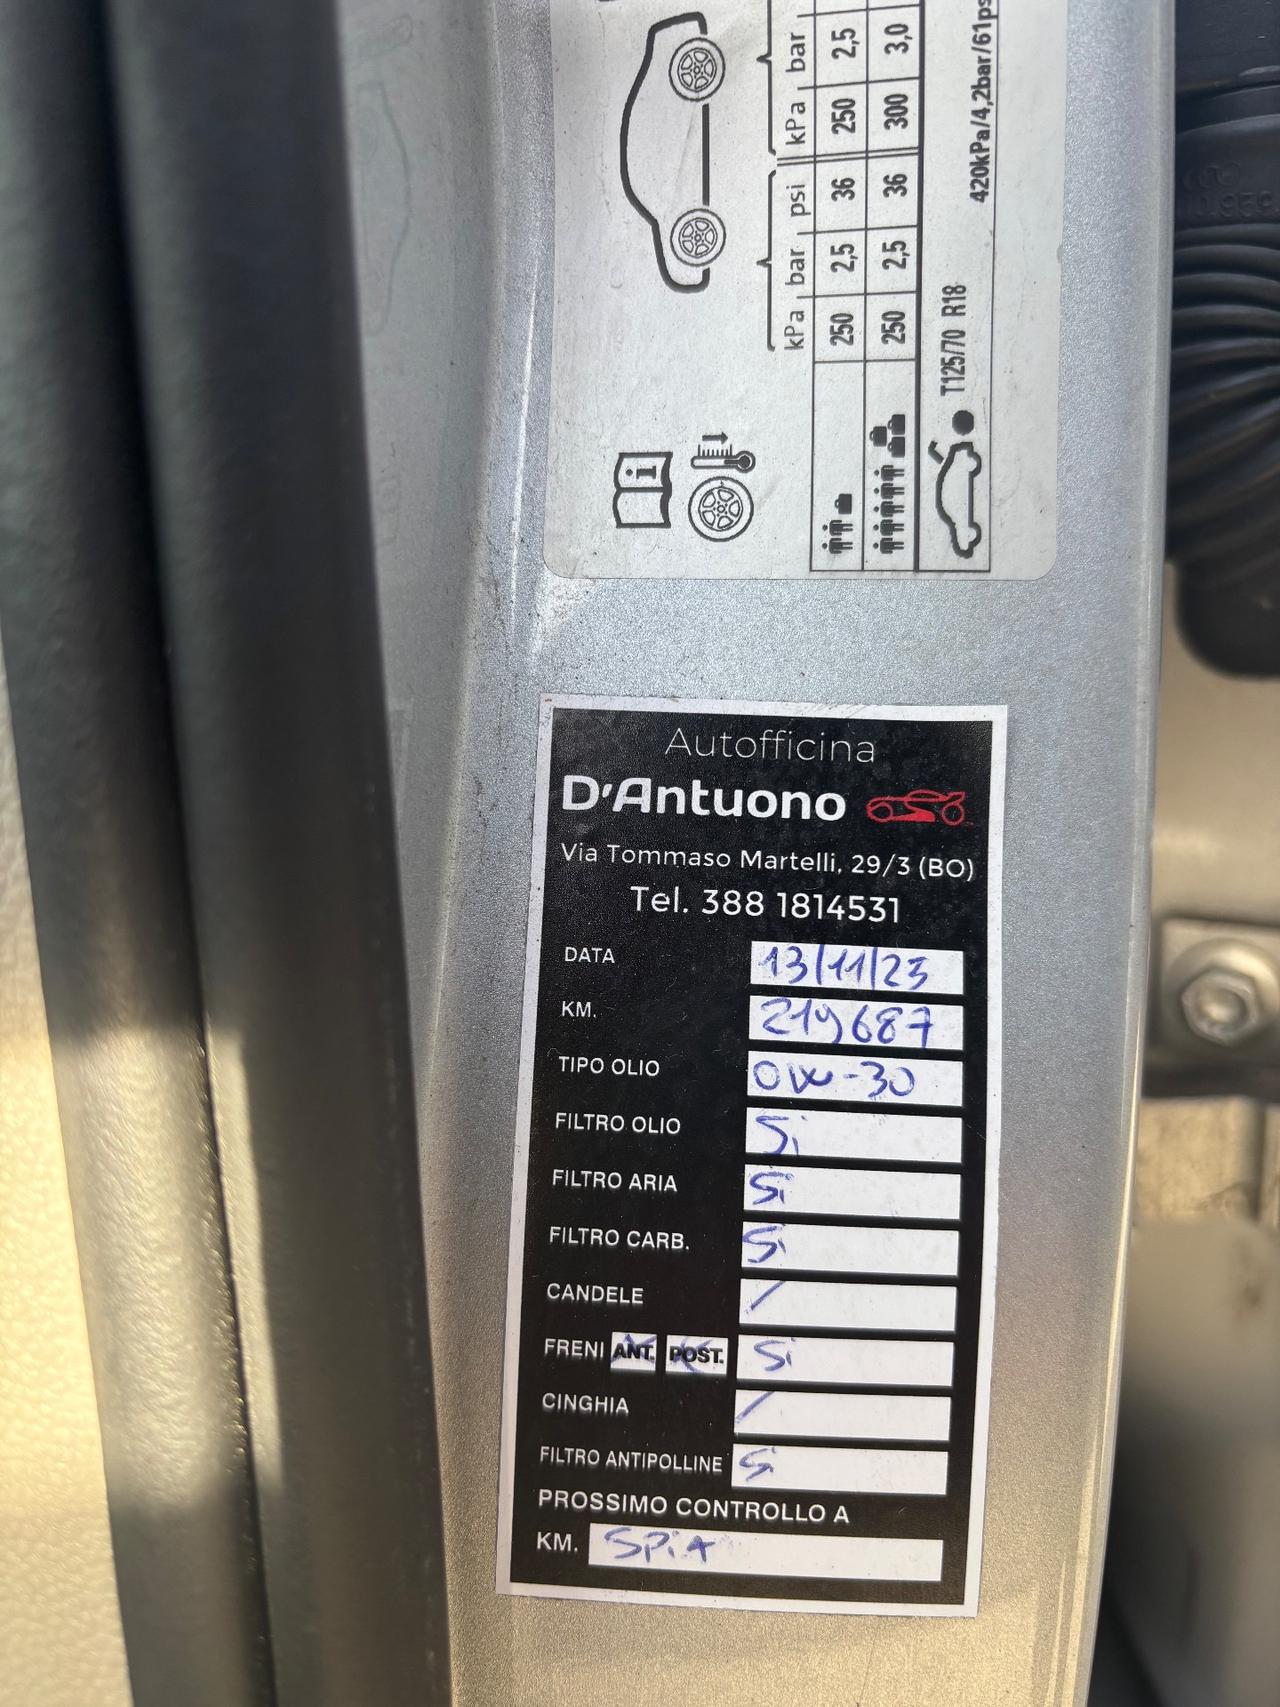 kPa bar psi kPa bar
250 2,5 36 250 2,5
250 2,5 36 300 3,0
T125/70 R18 420kPa/4,2bar/61ps
Autofficina
D'Antuono
Via Tommaso Martelli, 29/3 (BO)
Tel. 388 1814531
DATA 13/11/23
KM. 219687
TIPO OLIO 0W-30
FILTRO OLIO Si
FILTRO ARIA Si
FILTRO CARB. Si
CANDELE /
FRENI ANT. POST. Si
CINGHIA /
FILTRO ANTIPOLLINE Si
PROSSIMO CONTROLLO A
KM. SPiA